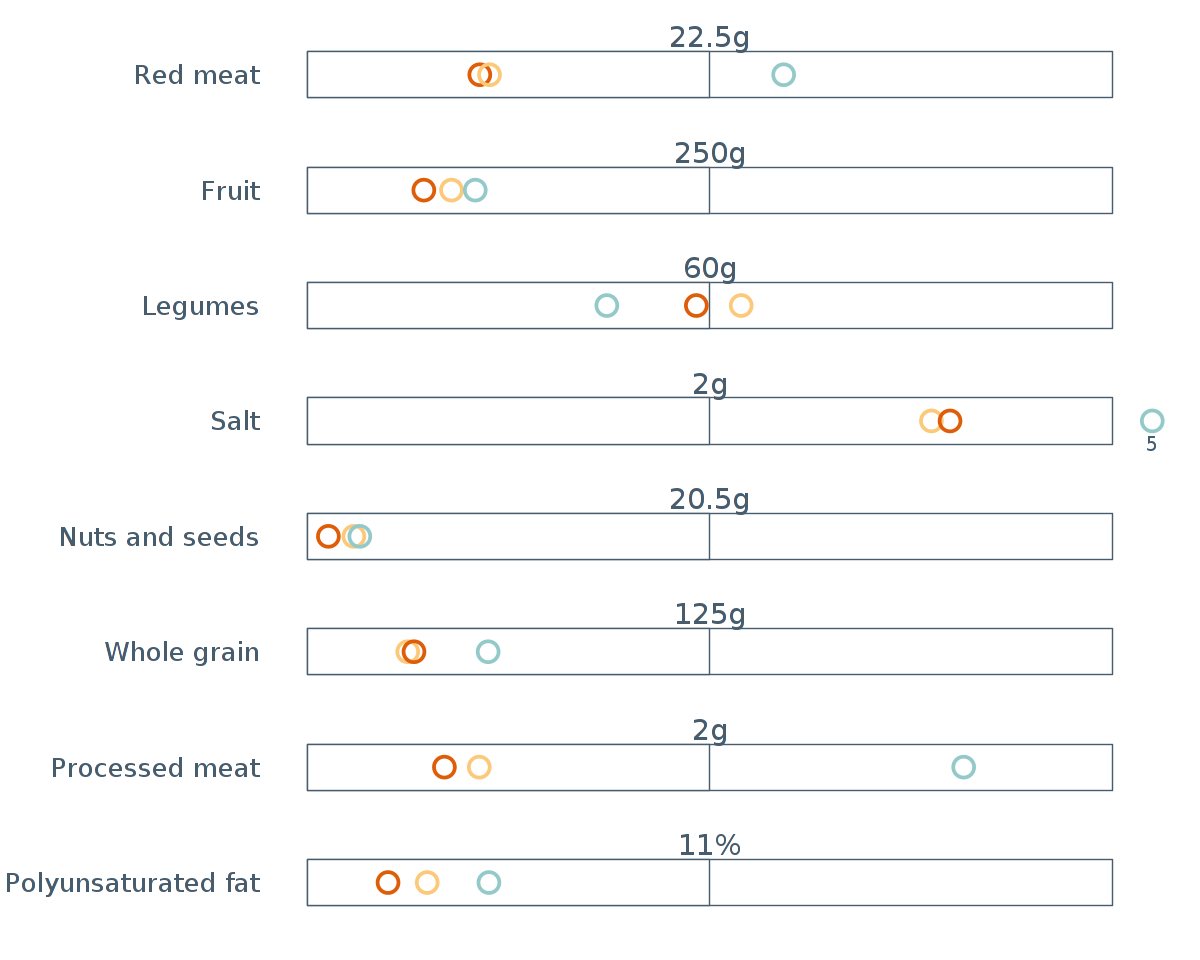 22.5g
Red meat
250g
Fruit
60g
Legumes
2g
Salt
5
20.5g
Nuts and seeds
125g
Whole grain
2g
Processed meat
11%
Polyunsaturated fat